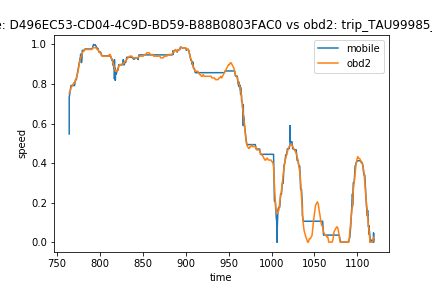 e: D496EC53-CD04-4C9D-BD59-B88B0803FAC0 vs obd2: trip_TAU99985_
mobile
obd2
1.0
0.8
0.6
0.4
0.2
0.0
speed
750 800 850 900 950 1000 1050 1100
time